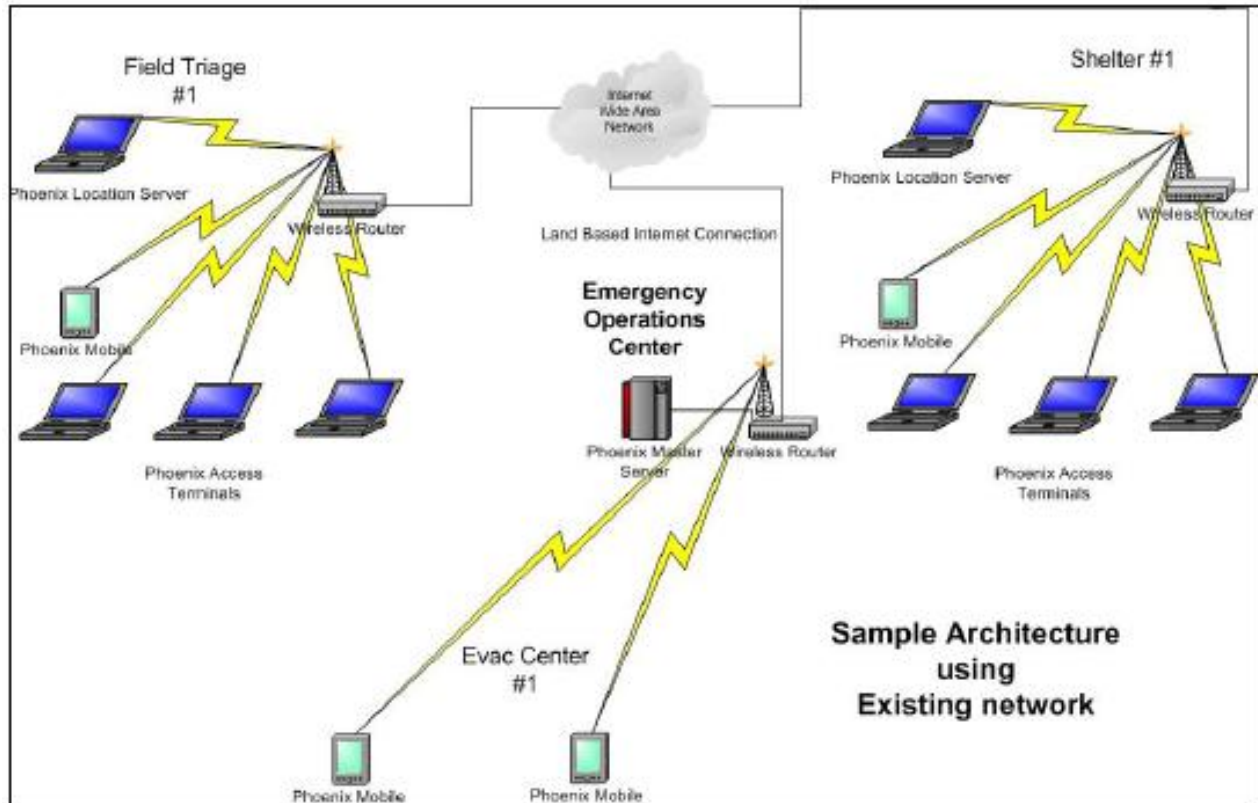 Field Triage
#1
Phoenix Location Server
Wireless Router
Phoenix Mobile
Phoenix Access
Terminals
Internet
Wide Area
Network
Land Based Internet Connection
Emergency
Operations
Center
Phoenix Master
Server
Wireless Router
Shelter #1
Phoenix Location Server
Wireless Router
Phoenix Mobile
Phoenix Access
Terminals
Evac Center
#1
Phoenix Mobile
Phoenix Mobile
Sample Architecture
using
Existing network